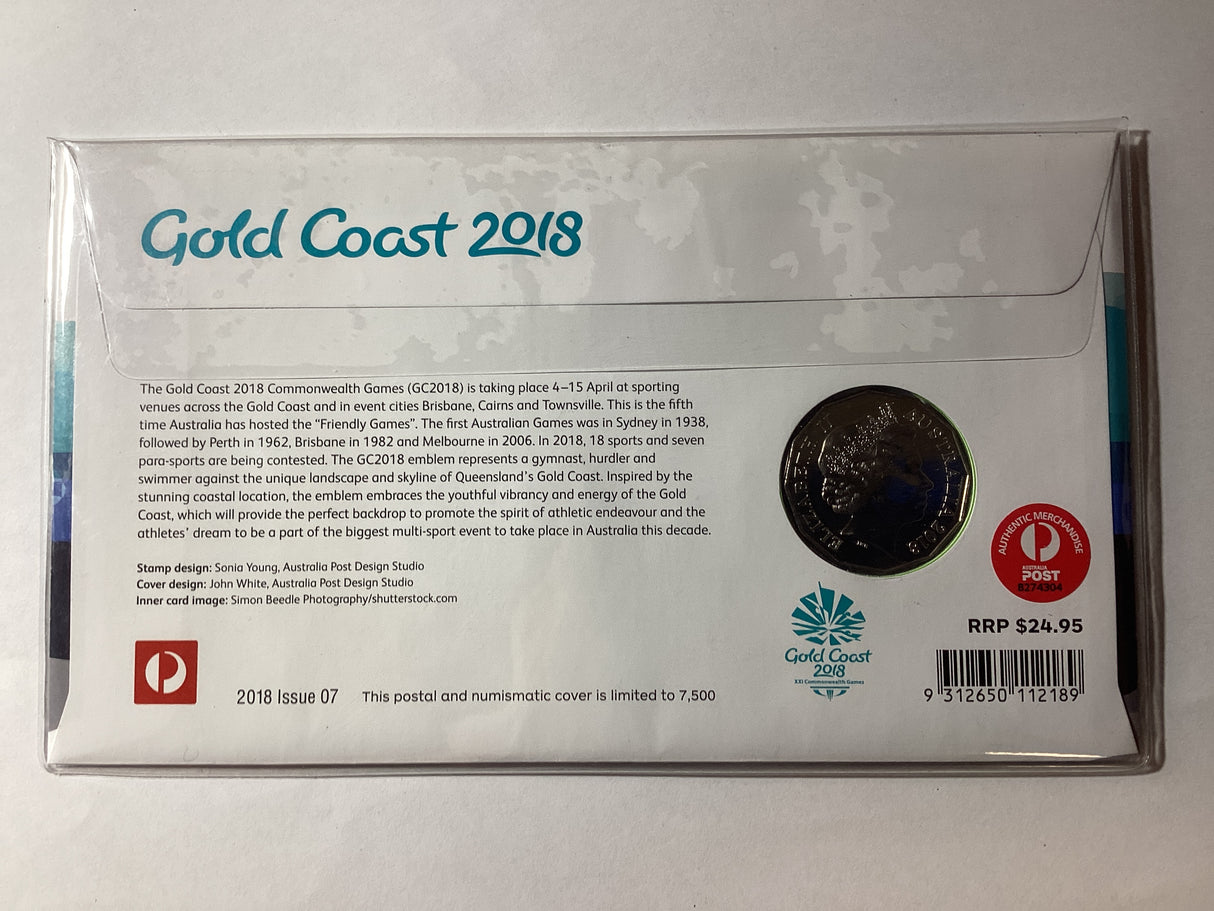 Gold Coast 2018
The Gold Coast 2018 Commonwealth Games (GC2018) is taking place 4–15 April at sporting
venues across the Gold Coast and in event cities Brisbane, Cairns and Townsville. This is the fifth
time Australia has hosted the “Friendly Games”. The first Australian Games was in Sydney in 1938,
followed by Perth in 1962, Brisbane in 1982 and Melbourne in 2006. In 2018, 18 sports and seven
para-sports are being contested. The GC2018 emblem represents a gymnast, hurdler and
swimmer against the unique landscape and skyline of Queensland’s Gold Coast. Inspired by the
stunning coastal location, the emblem embraces the youthful vibrancy and energy of the Gold
Coast, which will provide the perfect backdrop to promote the spirit of athletic endeavour and the
athletes’ dream to be a part of the biggest multi-sport event to take place in Australia this decade.
Stamp design: Sonia Young, Australia Post Design Studio
Cover design: John White, Australia Post Design Studio
Inner card image: Simon Beedle Photography/shutterstock.com
2018 Issue 07
This postal and numismatic cover is limited to 7,500
ELIZABETH II AUSTRALIA 2018
Gold Coast
2018
XXI Commonwealth Games
AUTHENTIC MERCHANDISE
AUSTRALIA
POST
8274304
RRP $24.95
9 312650 112189